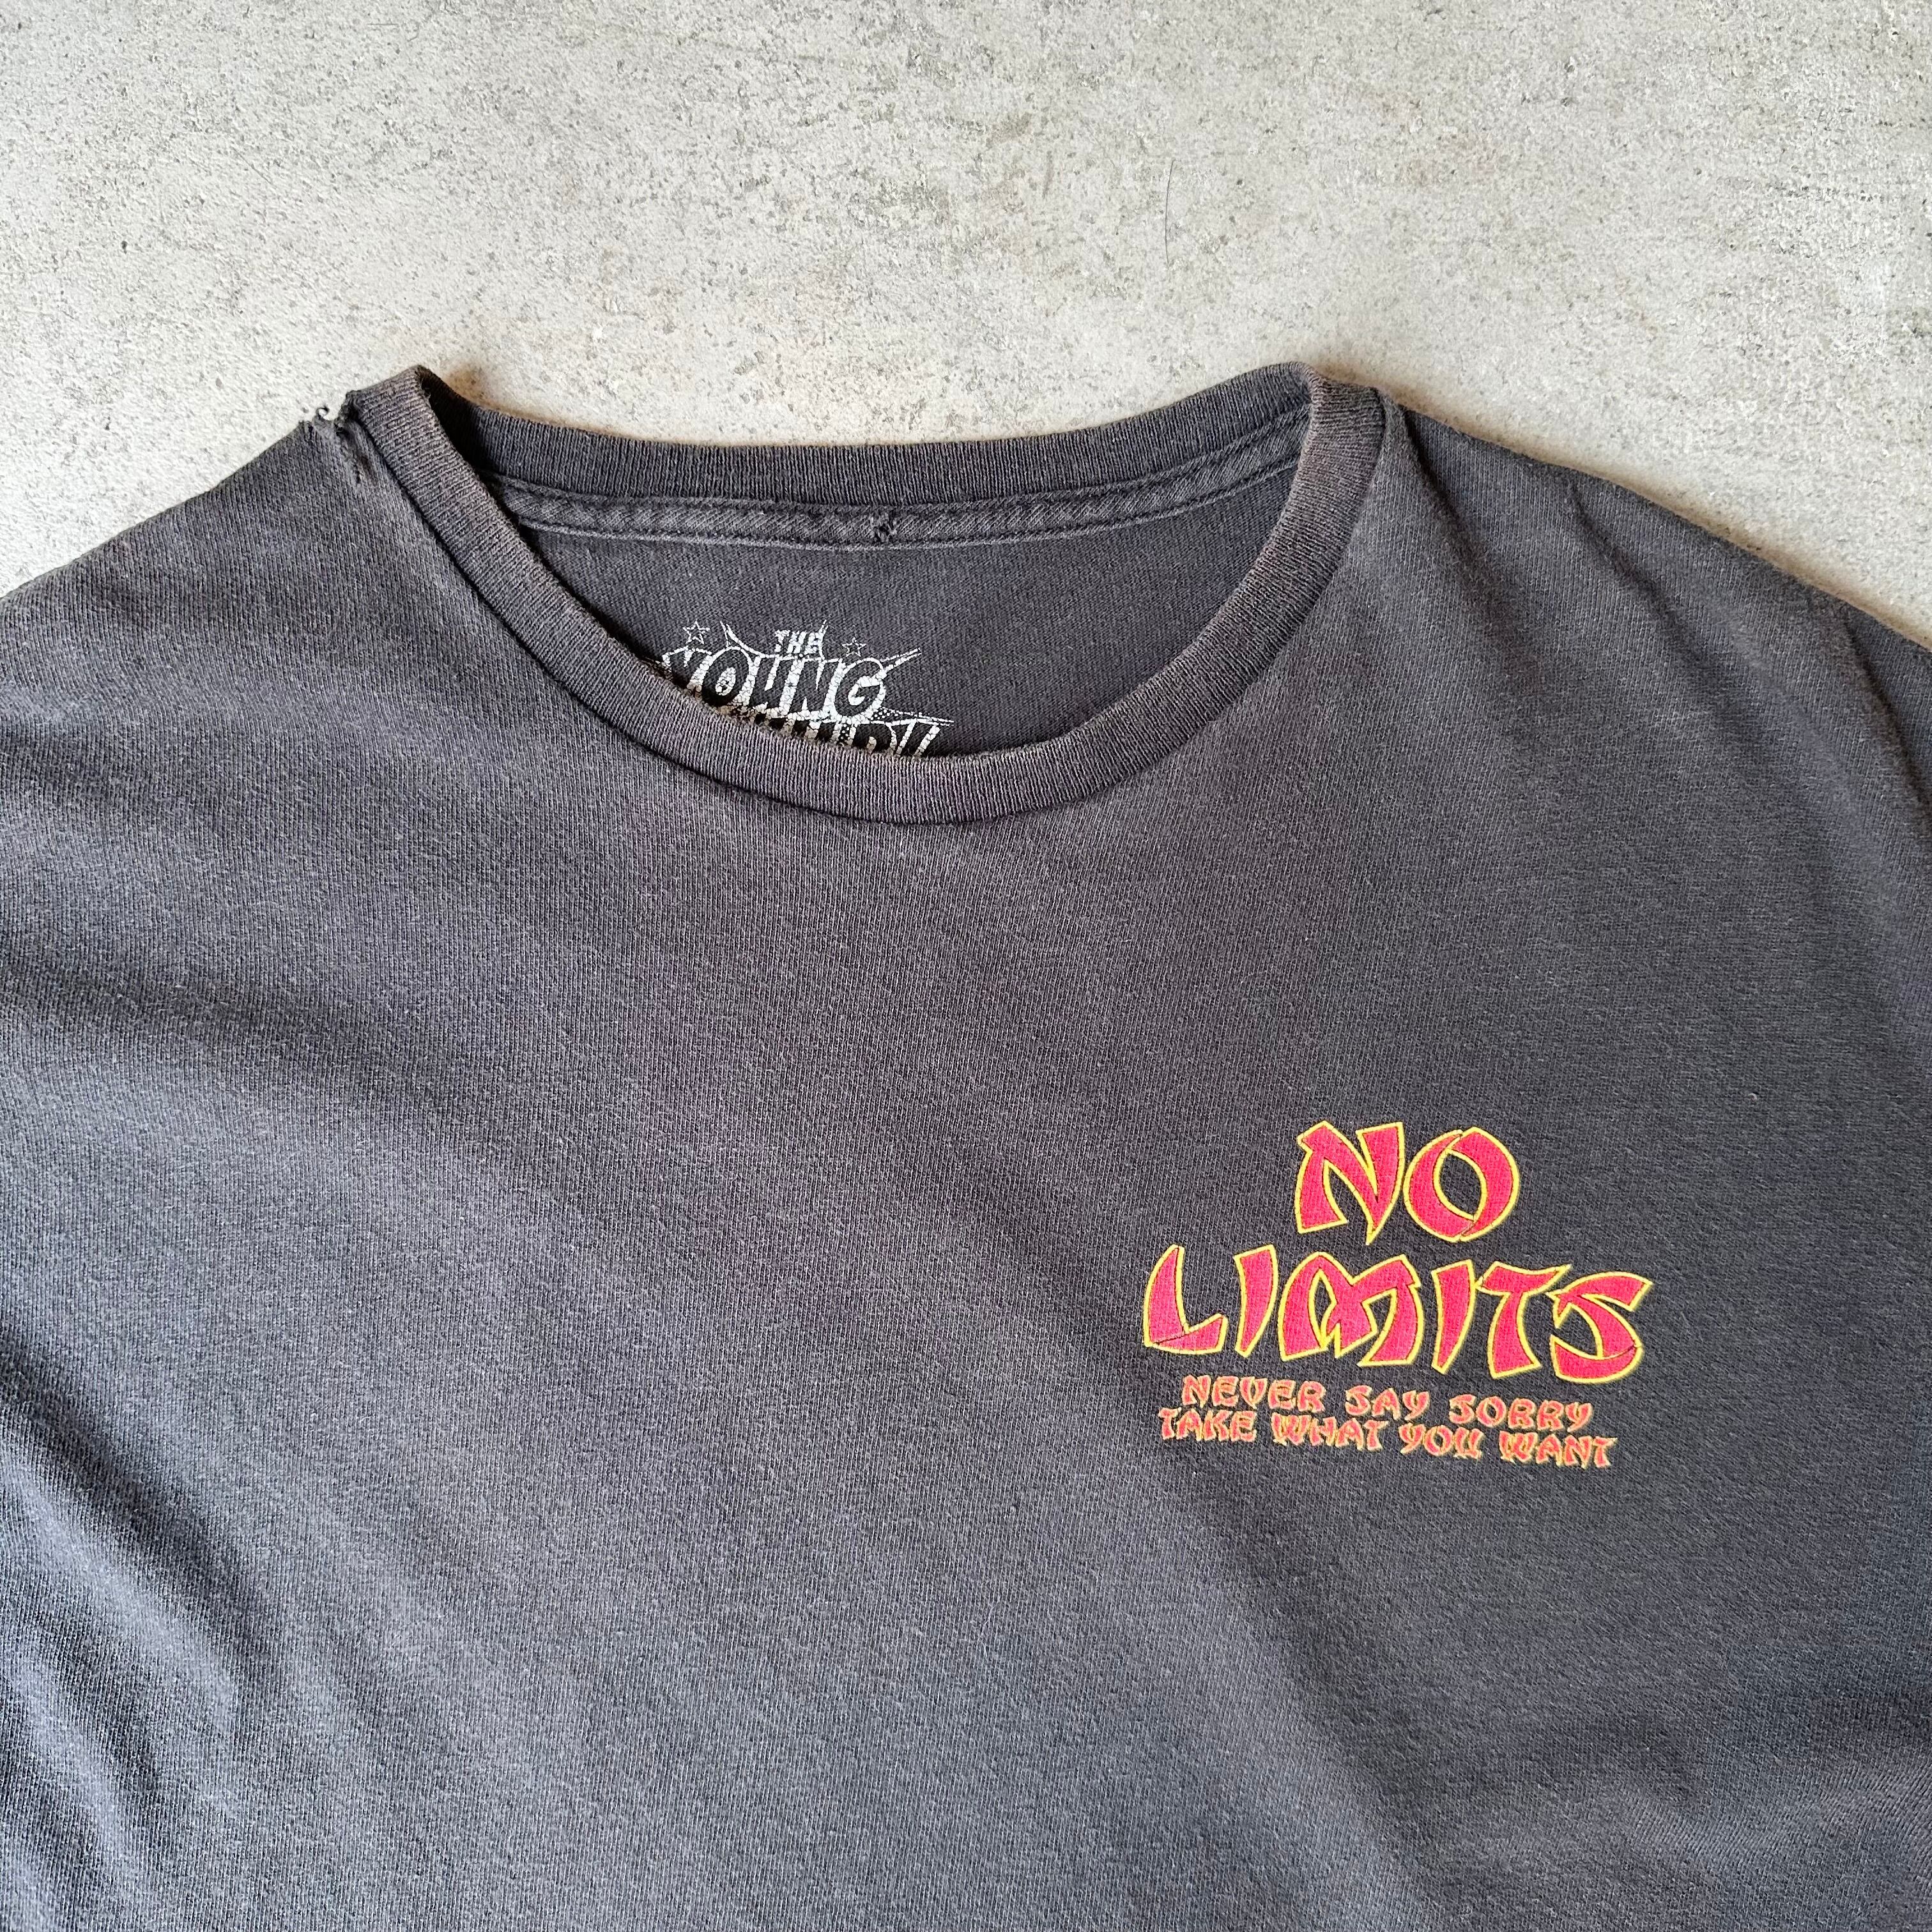 THE
YOUNG
NO
LIMITS
NEVER SAY SORRY
TAKE WHAT YOU WANT